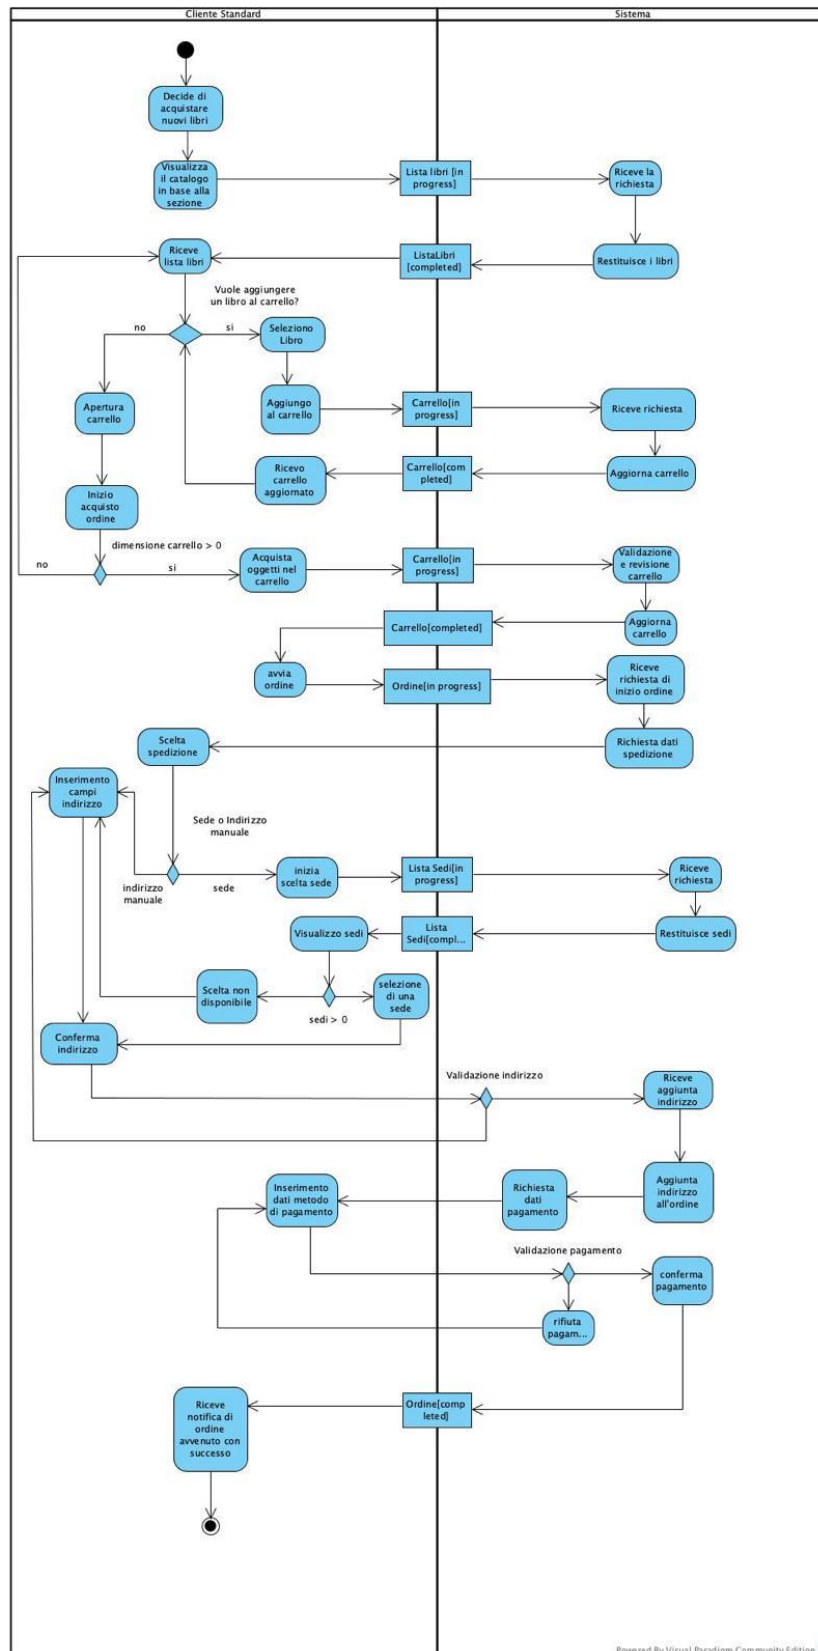 Cliente Standard
Sistema
Decide di
acquistare
nuovi libri
Visualizza
il catalogo
in base alla
sezione
Lista libri [in
progress]
Riceve la
richiesta
Riceve
lista libri
ListaLibri
[completed]
Restituisce i libri
Vuole aggiungere
un libro al carrello?
no
si
Seleziono
Libro
Apertura
carrello
Aggiungo
al carrello
Carrello[in
progress]
Riceve richiesta
Inizio
acquisto
ordine
Ricevo
carrello
aggiornato
Carrello[com
pleted]
Aggiorna carrello
dimensione carrello > 0
no
si
Acquista
oggetti nel
carrello
Carrello[in
progress]
Validazione
e revisione
carrello
Carrello[completed]
Aggiorna
carrello
avvia
ordine
Ordine[in progress]
Riceve
richiesta di
inizio ordine
Scelta
spedizione
Richiesta dati
spedizione
Inserimento
campi
indirizzo
Sede o Indirizzo
manuale
indirizzo
manuale
sede
inizia
scelta sede
Lista Sedi[in
progress]
Riceve
richiesta
Visualizzo sedi
Lista
Sedi[compl...
Restituisce sedi
Scelta non
disponibile
sedi > 0
selezione
di una
sede
Conferma
indirizzo
Validazione indirizzo
Riceve
aggiunta
indirizzo
Inserimento
dati metodo
di pagamento
Richiesta
dati
pagamento
Aggiunta
indirizzo
all'ordine
Validazione pagamento
conferma
pagamento
rifiuta
pagam...
Riceve
notifica di
ordine
avvenuto con
successo
Ordine[comp
leted]
Powered By Visual Paradigm Community Edition